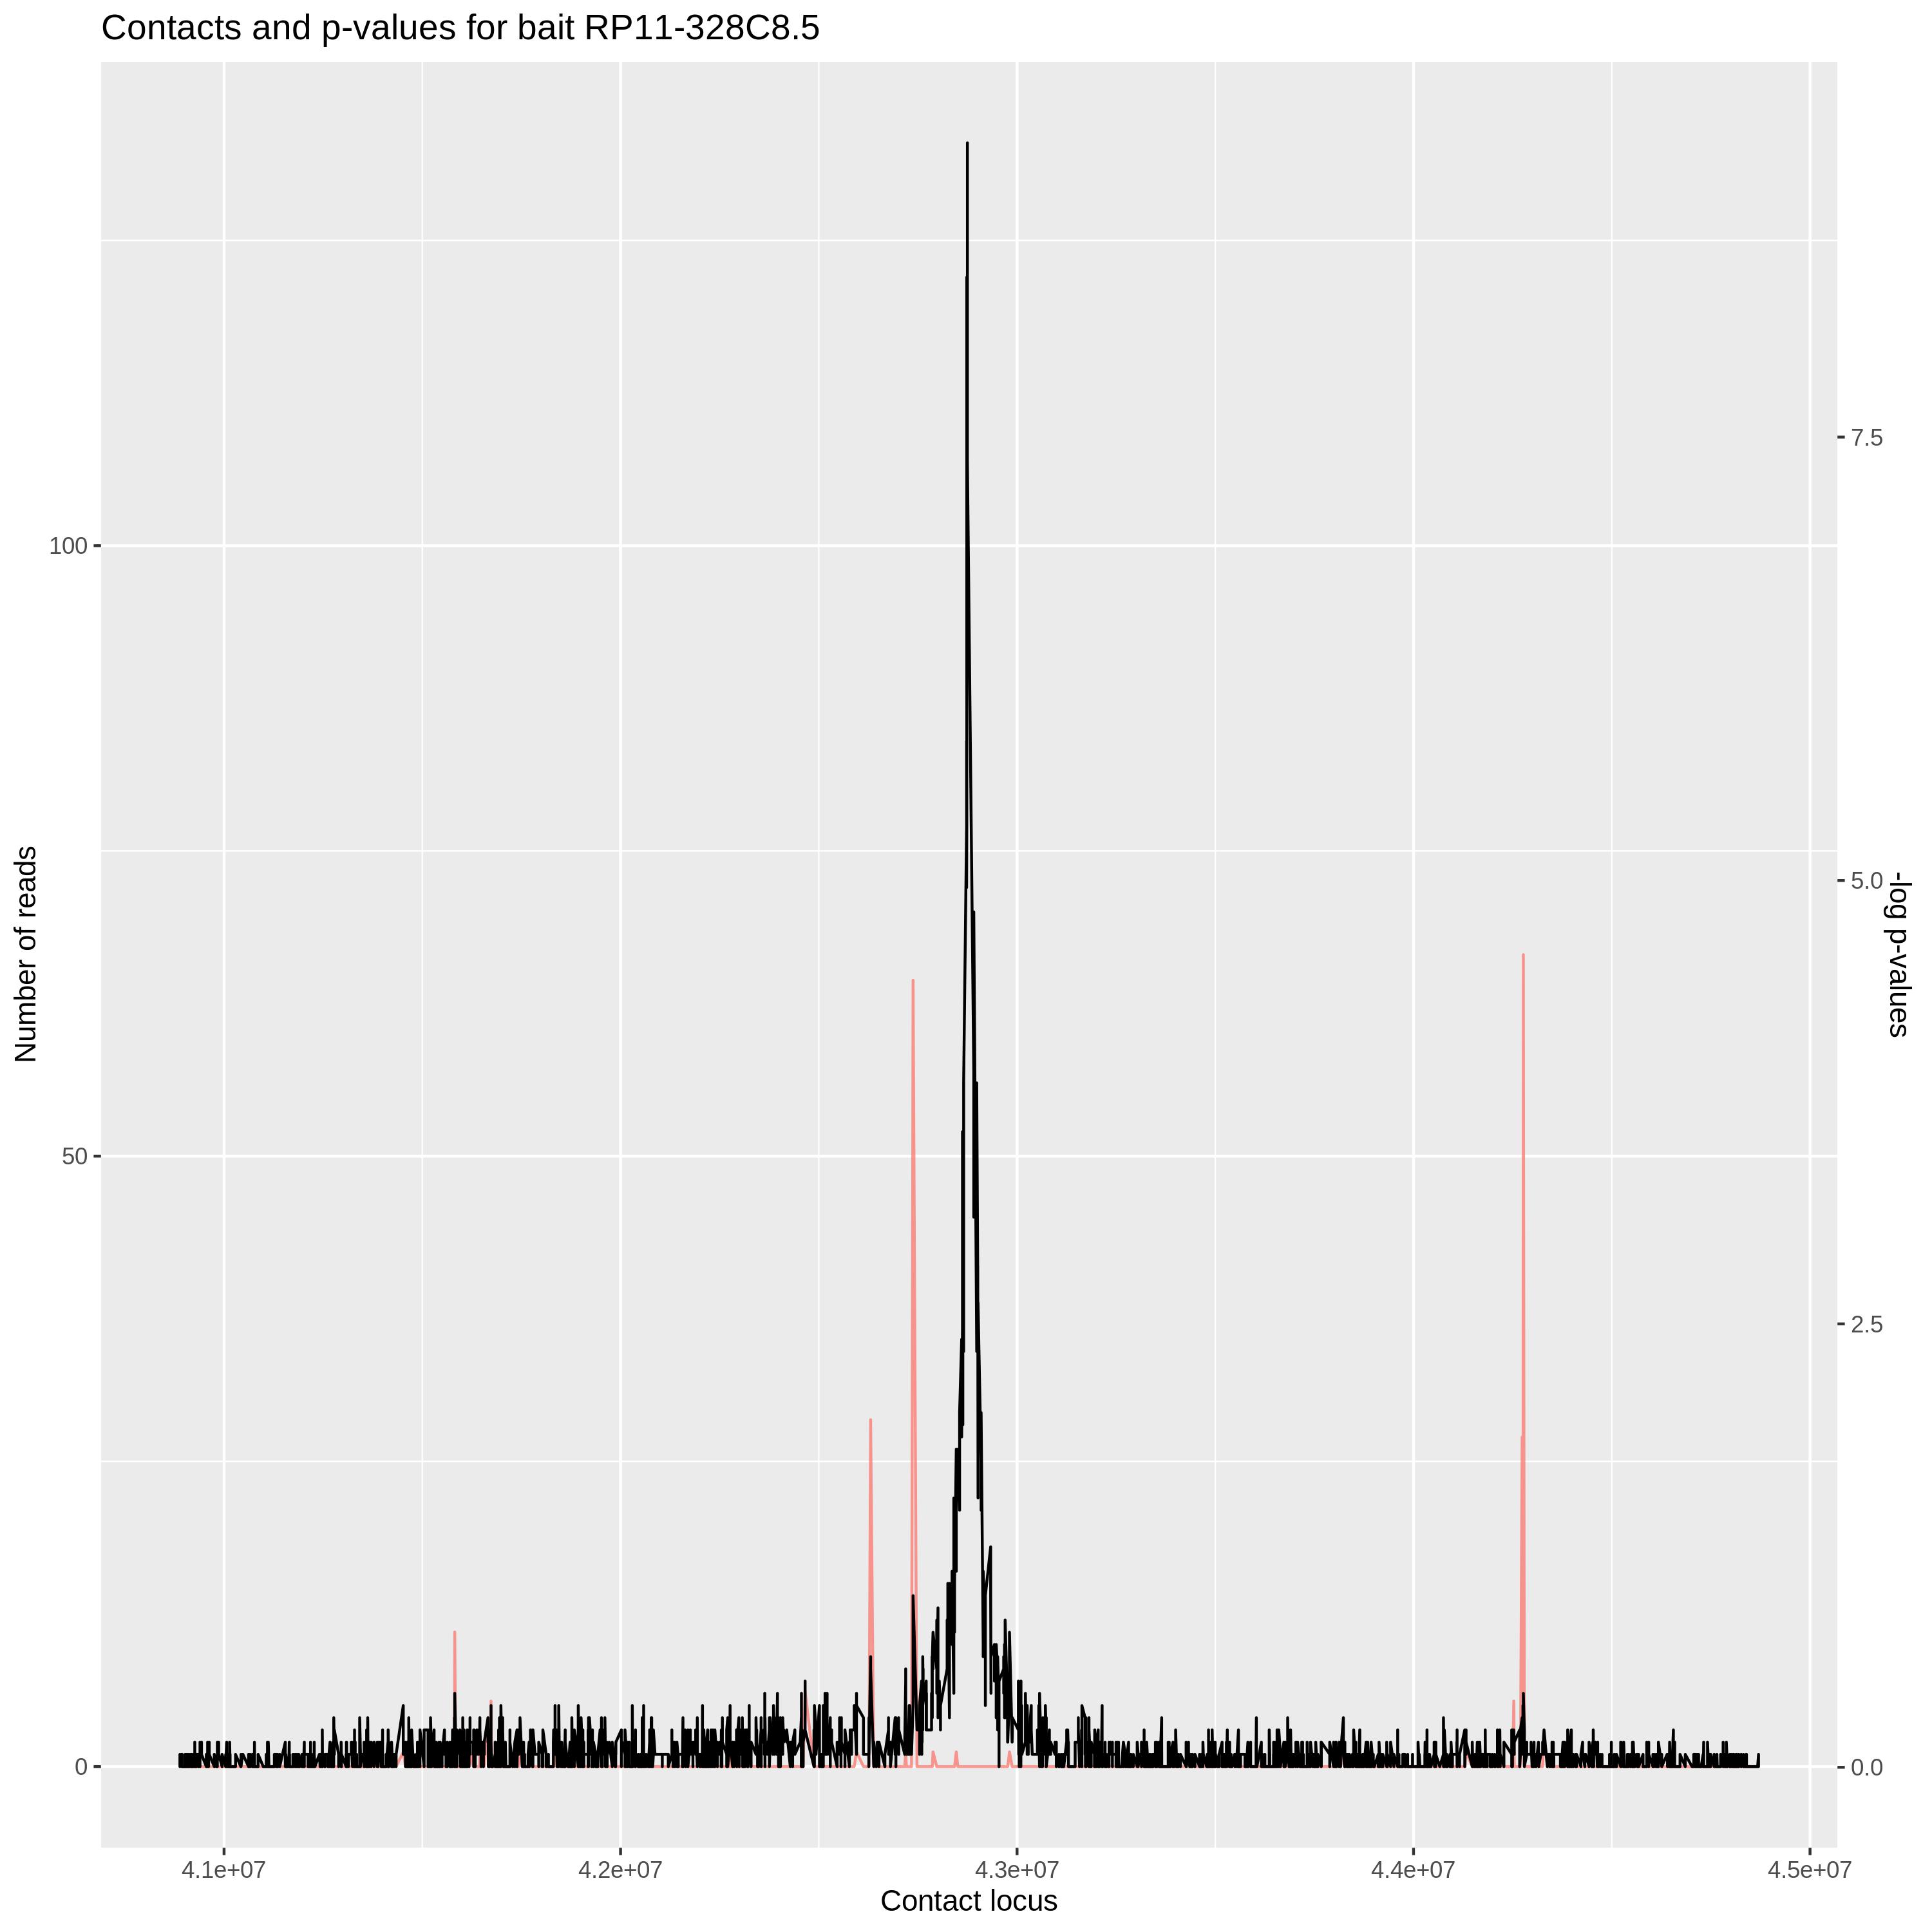 Contacts and p-values for bait RP11-328C8.5
Number of reads
100
50
0
7.5
5.0
2.5
0.0
-log p-values
4.1e+07
4.2e+07
4.3e+07
4.4e+07
4.5e+07
Contact locus